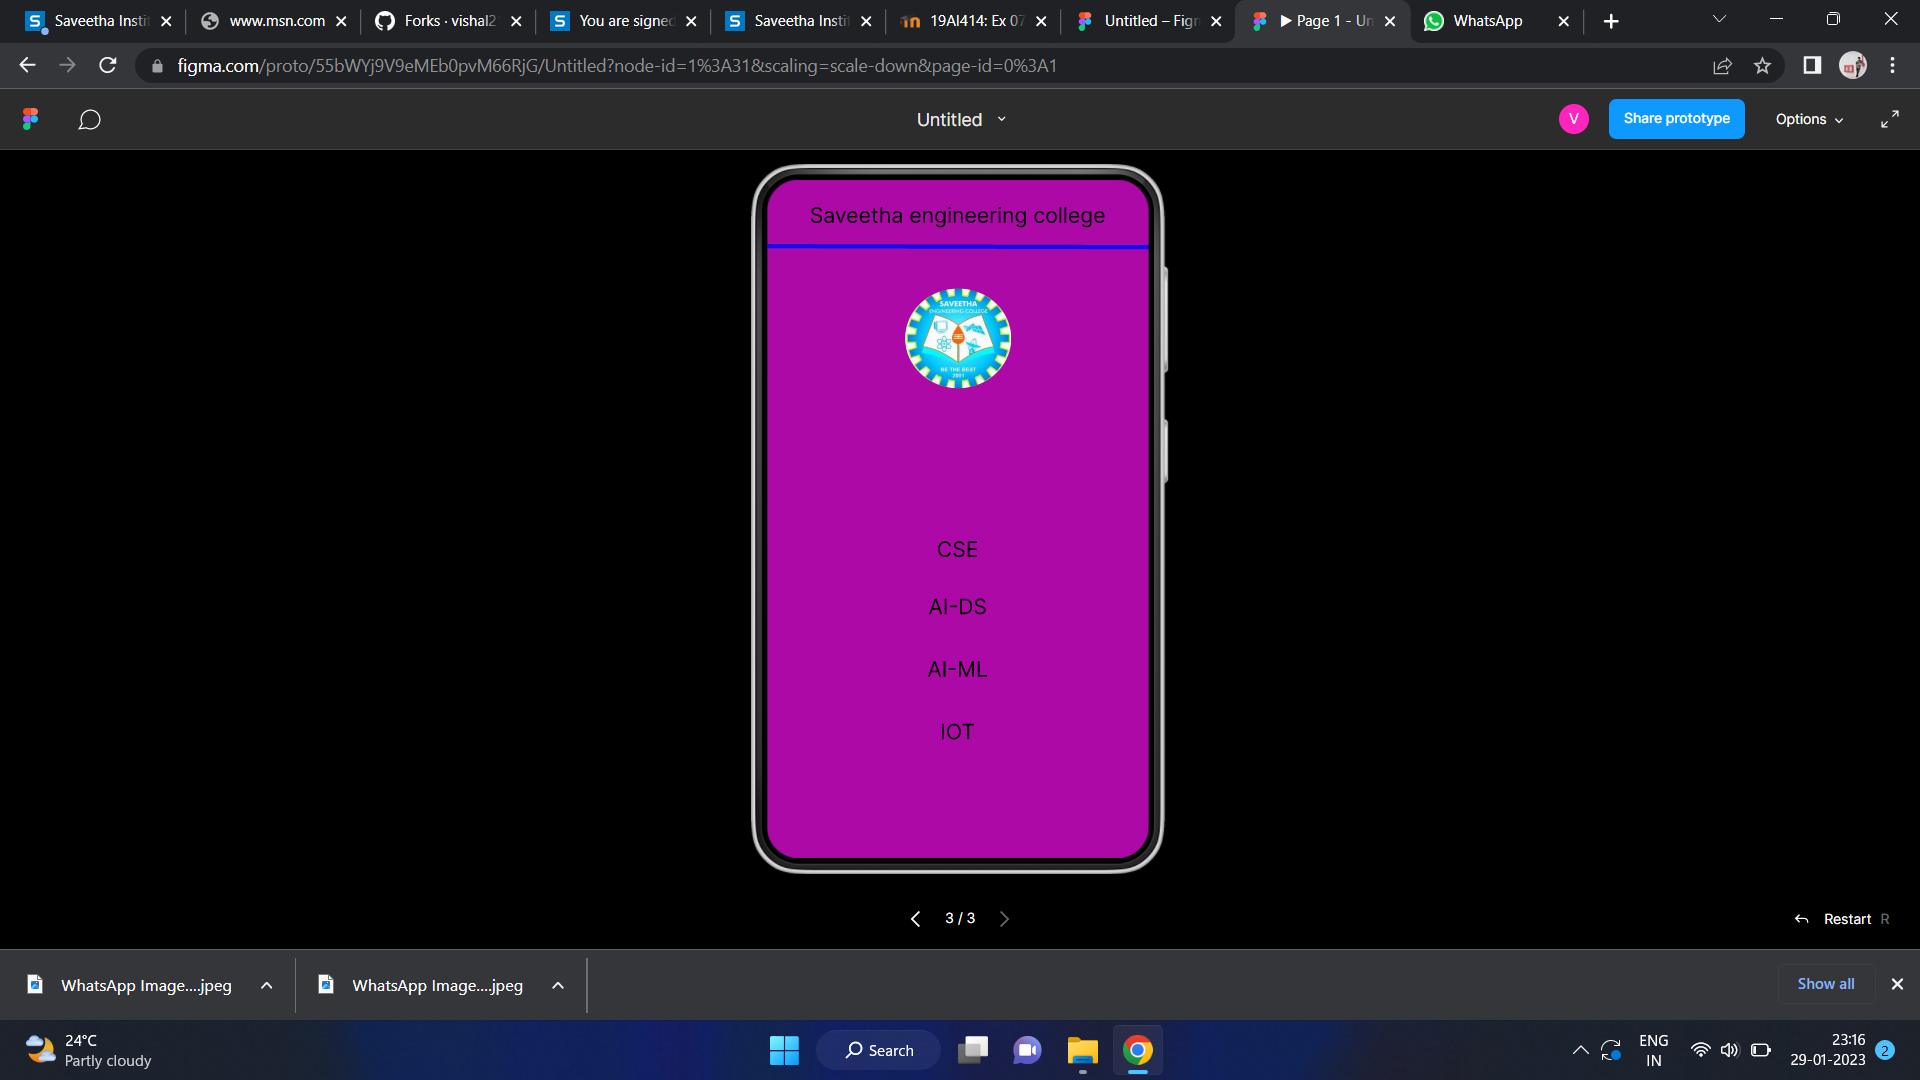 Saveetha Insti
www.msn.com
Forks · vishal2
You are signed
Saveetha Insti
19AI414: Ex 07
Untitled – Figm
Page 1 - Un
WhatsApp
figma.com/proto/55bWYj9V9eMEb0pvM66RjG/Untitled?node-id=1%3A31&scaling=scale-down&page-id=0%3A1
Untitled
V
Share prototype
Options
Saveetha engineering college
SAVEETHA
ENGINEERING COLLEGE
BE THE BEST
2001
CSE
AI-DS
AI-ML
IOT
3 / 3
Restart R
WhatsApp Image....jpeg
WhatsApp Image....jpeg
Show all
24°C
Partly cloudy
Search
ENG
IN
23:16
29-01-2023
2